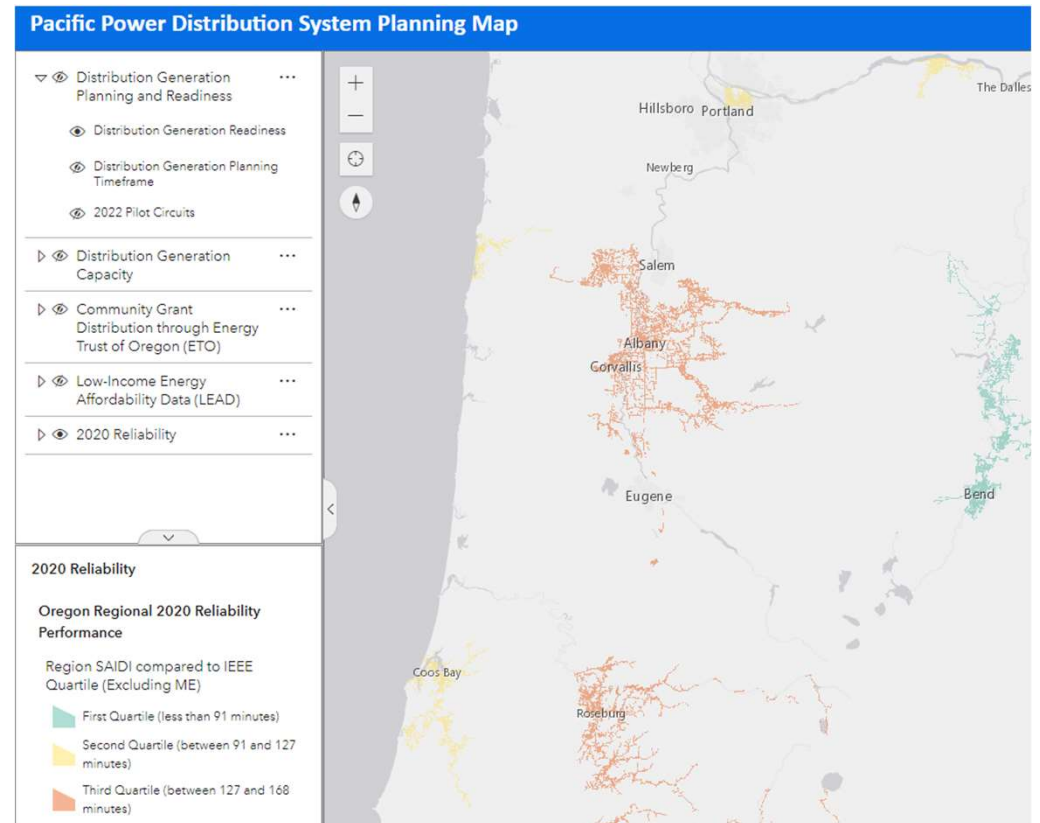 Pacific Power Distribution System Planning Map
Distribution Generation
Planning and Readiness
Distribution Generation Readiness
Distribution Generation Planning
Timeframe
2022 Pilot Circuits
Distribution Generation
Capacity
Community Grant
Distribution through Energy
Trust of Oregon (ETO)
Low-Income Energy
Affordability Data (LEAD)
2020 Reliability
2020 Reliability
Oregon Regional 2020 Reliability
Performance
Region SAIDI compared to IEEE
Quartile (Excluding ME)
First Quartile (less than 91 minutes)
Second Quartile (between 91 and 127
minutes)
Third Quartile (between 127 and 168
minutes)
The Dalles
Hillsboro
Portland
Newberg
Salem
Albany
Corvallis
Eugene
Bend
Coos Bay
Roseburg